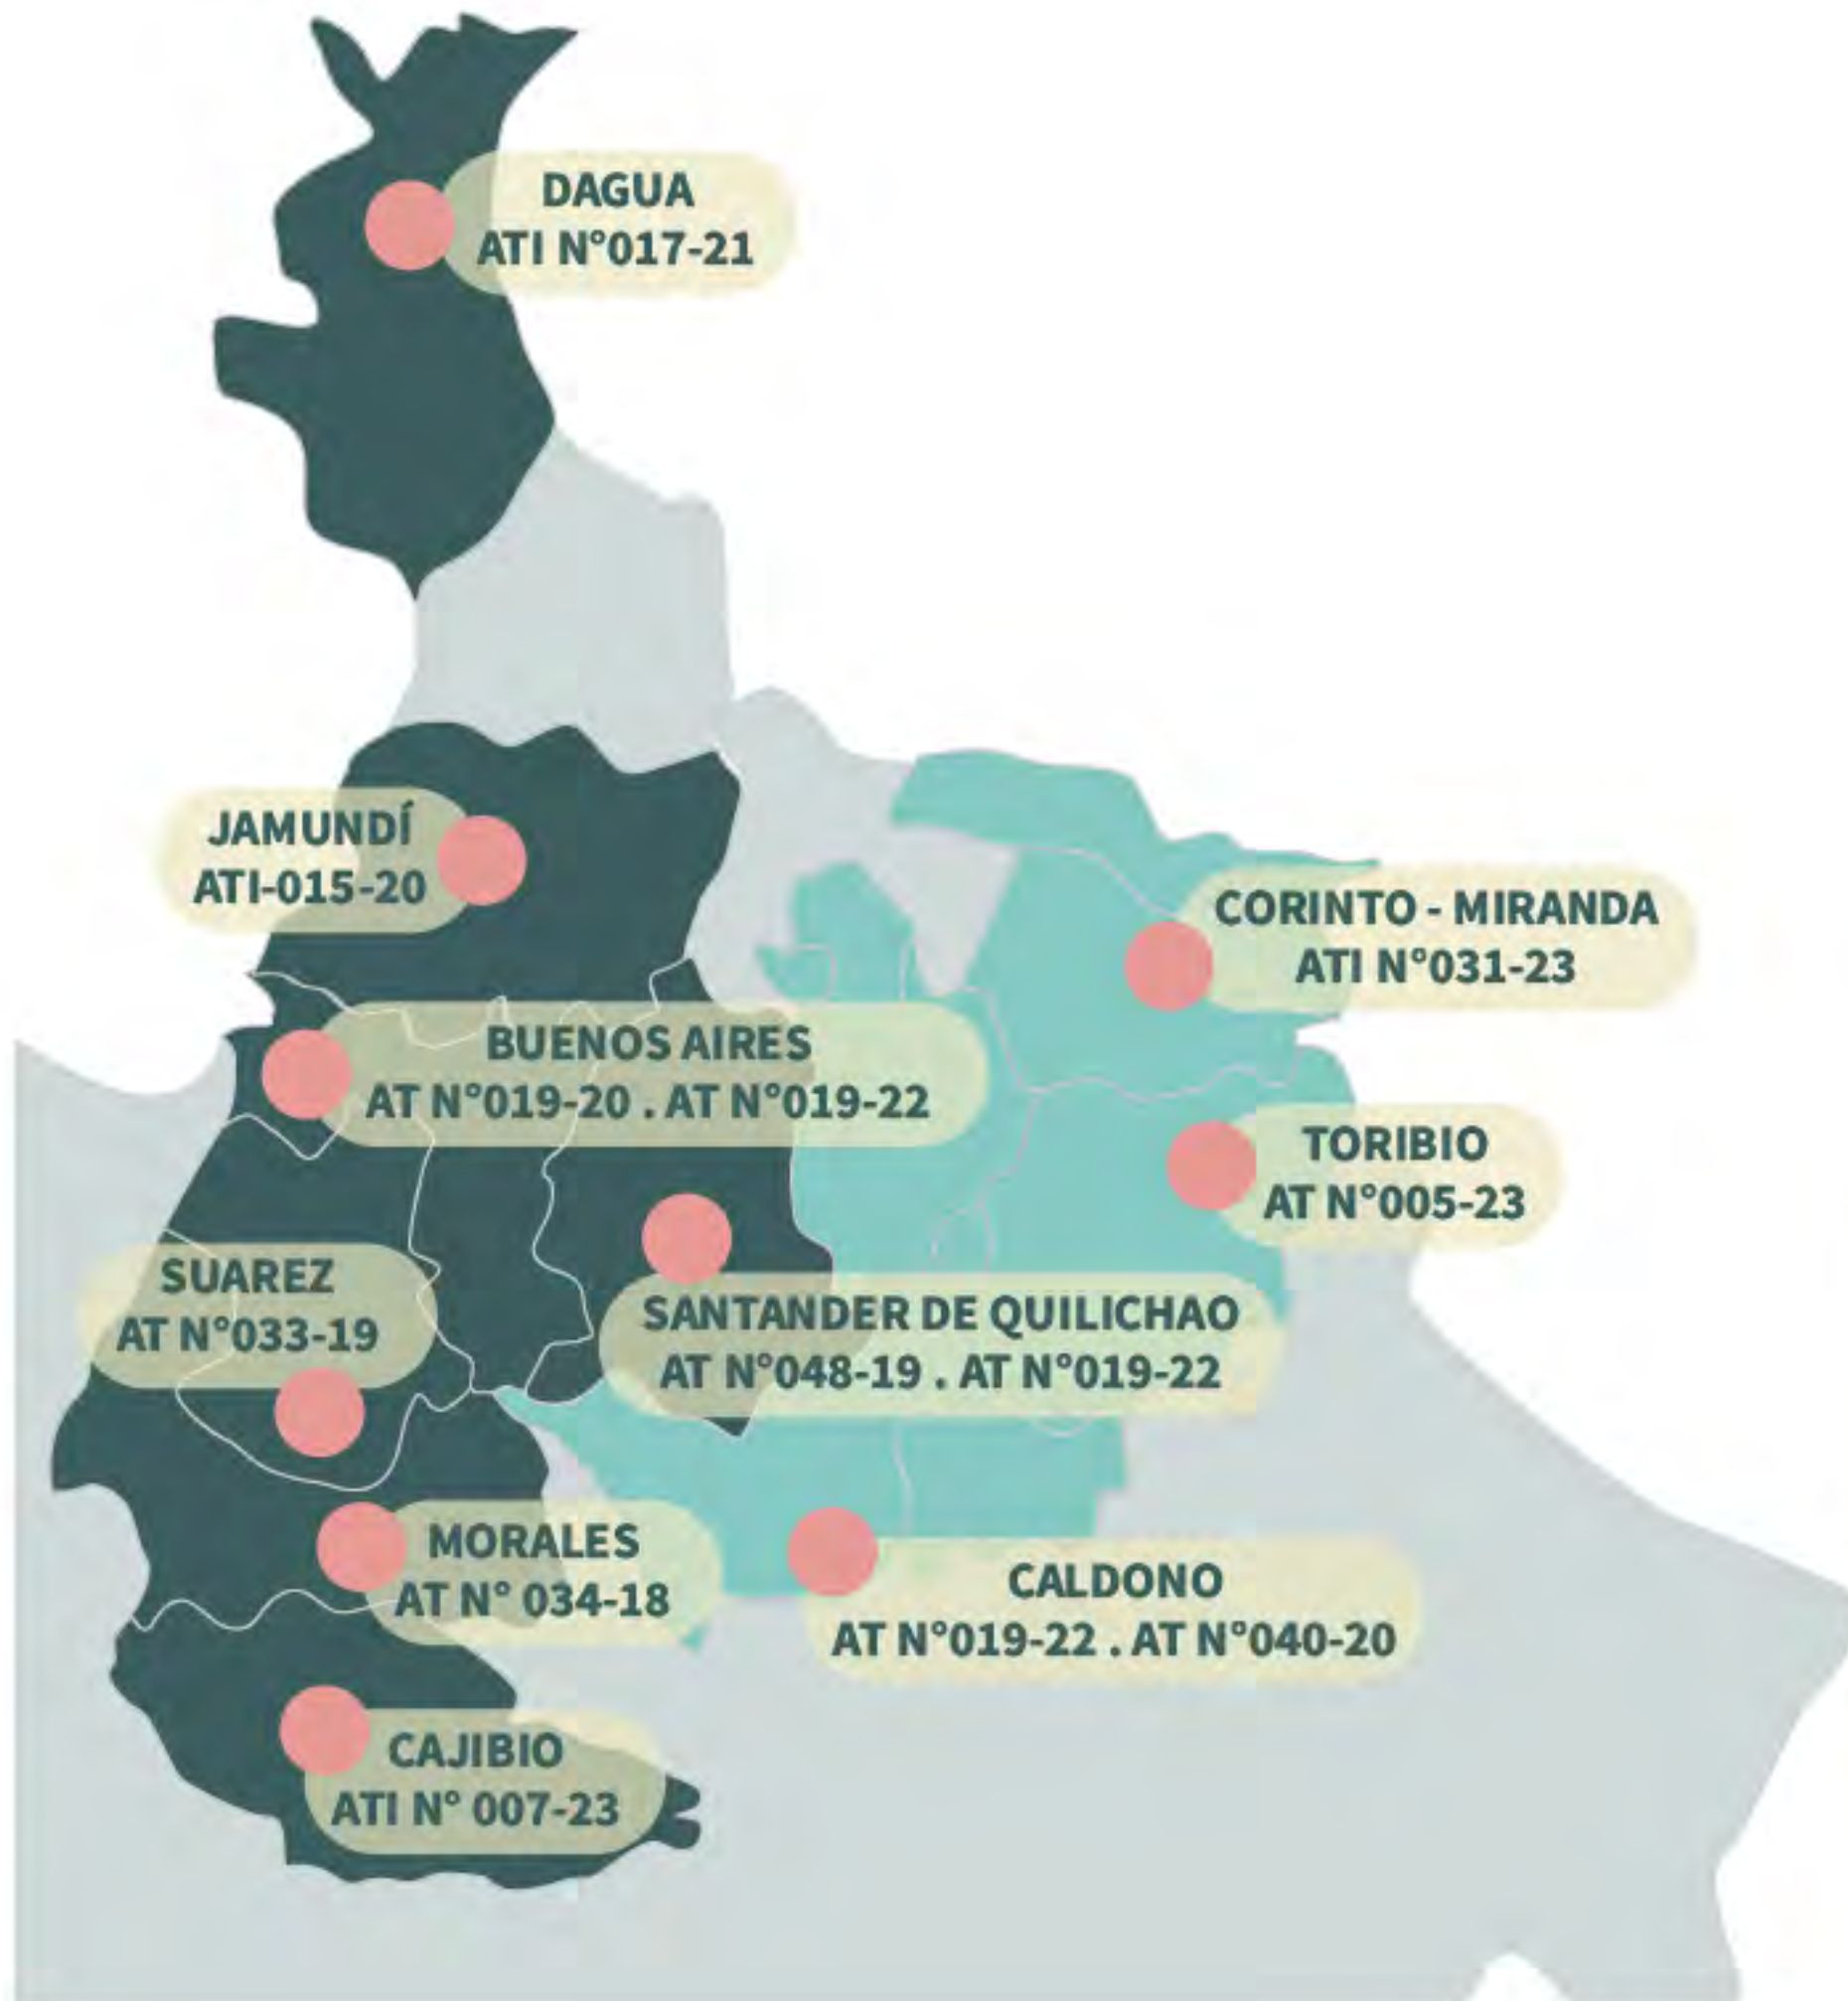 DAGUA
ATI N°017-21
JAMUNDÍ
ATI-015-20
CORINTO - MIRANDA
ATI N°031-23
BUENOS AIRES
AT N°019-20 . AT N°019-22
TORIBIO
AT N°005-23
SUAREZ
AT N°033-19
SANTANDER DE QUILICHAO
AT N°048-19 . AT N°019-22
MORALES
AT N° 034-18
CALDONO
AT N°019-22 . AT N°040-20
CAJIBIO
ATI N° 007-23